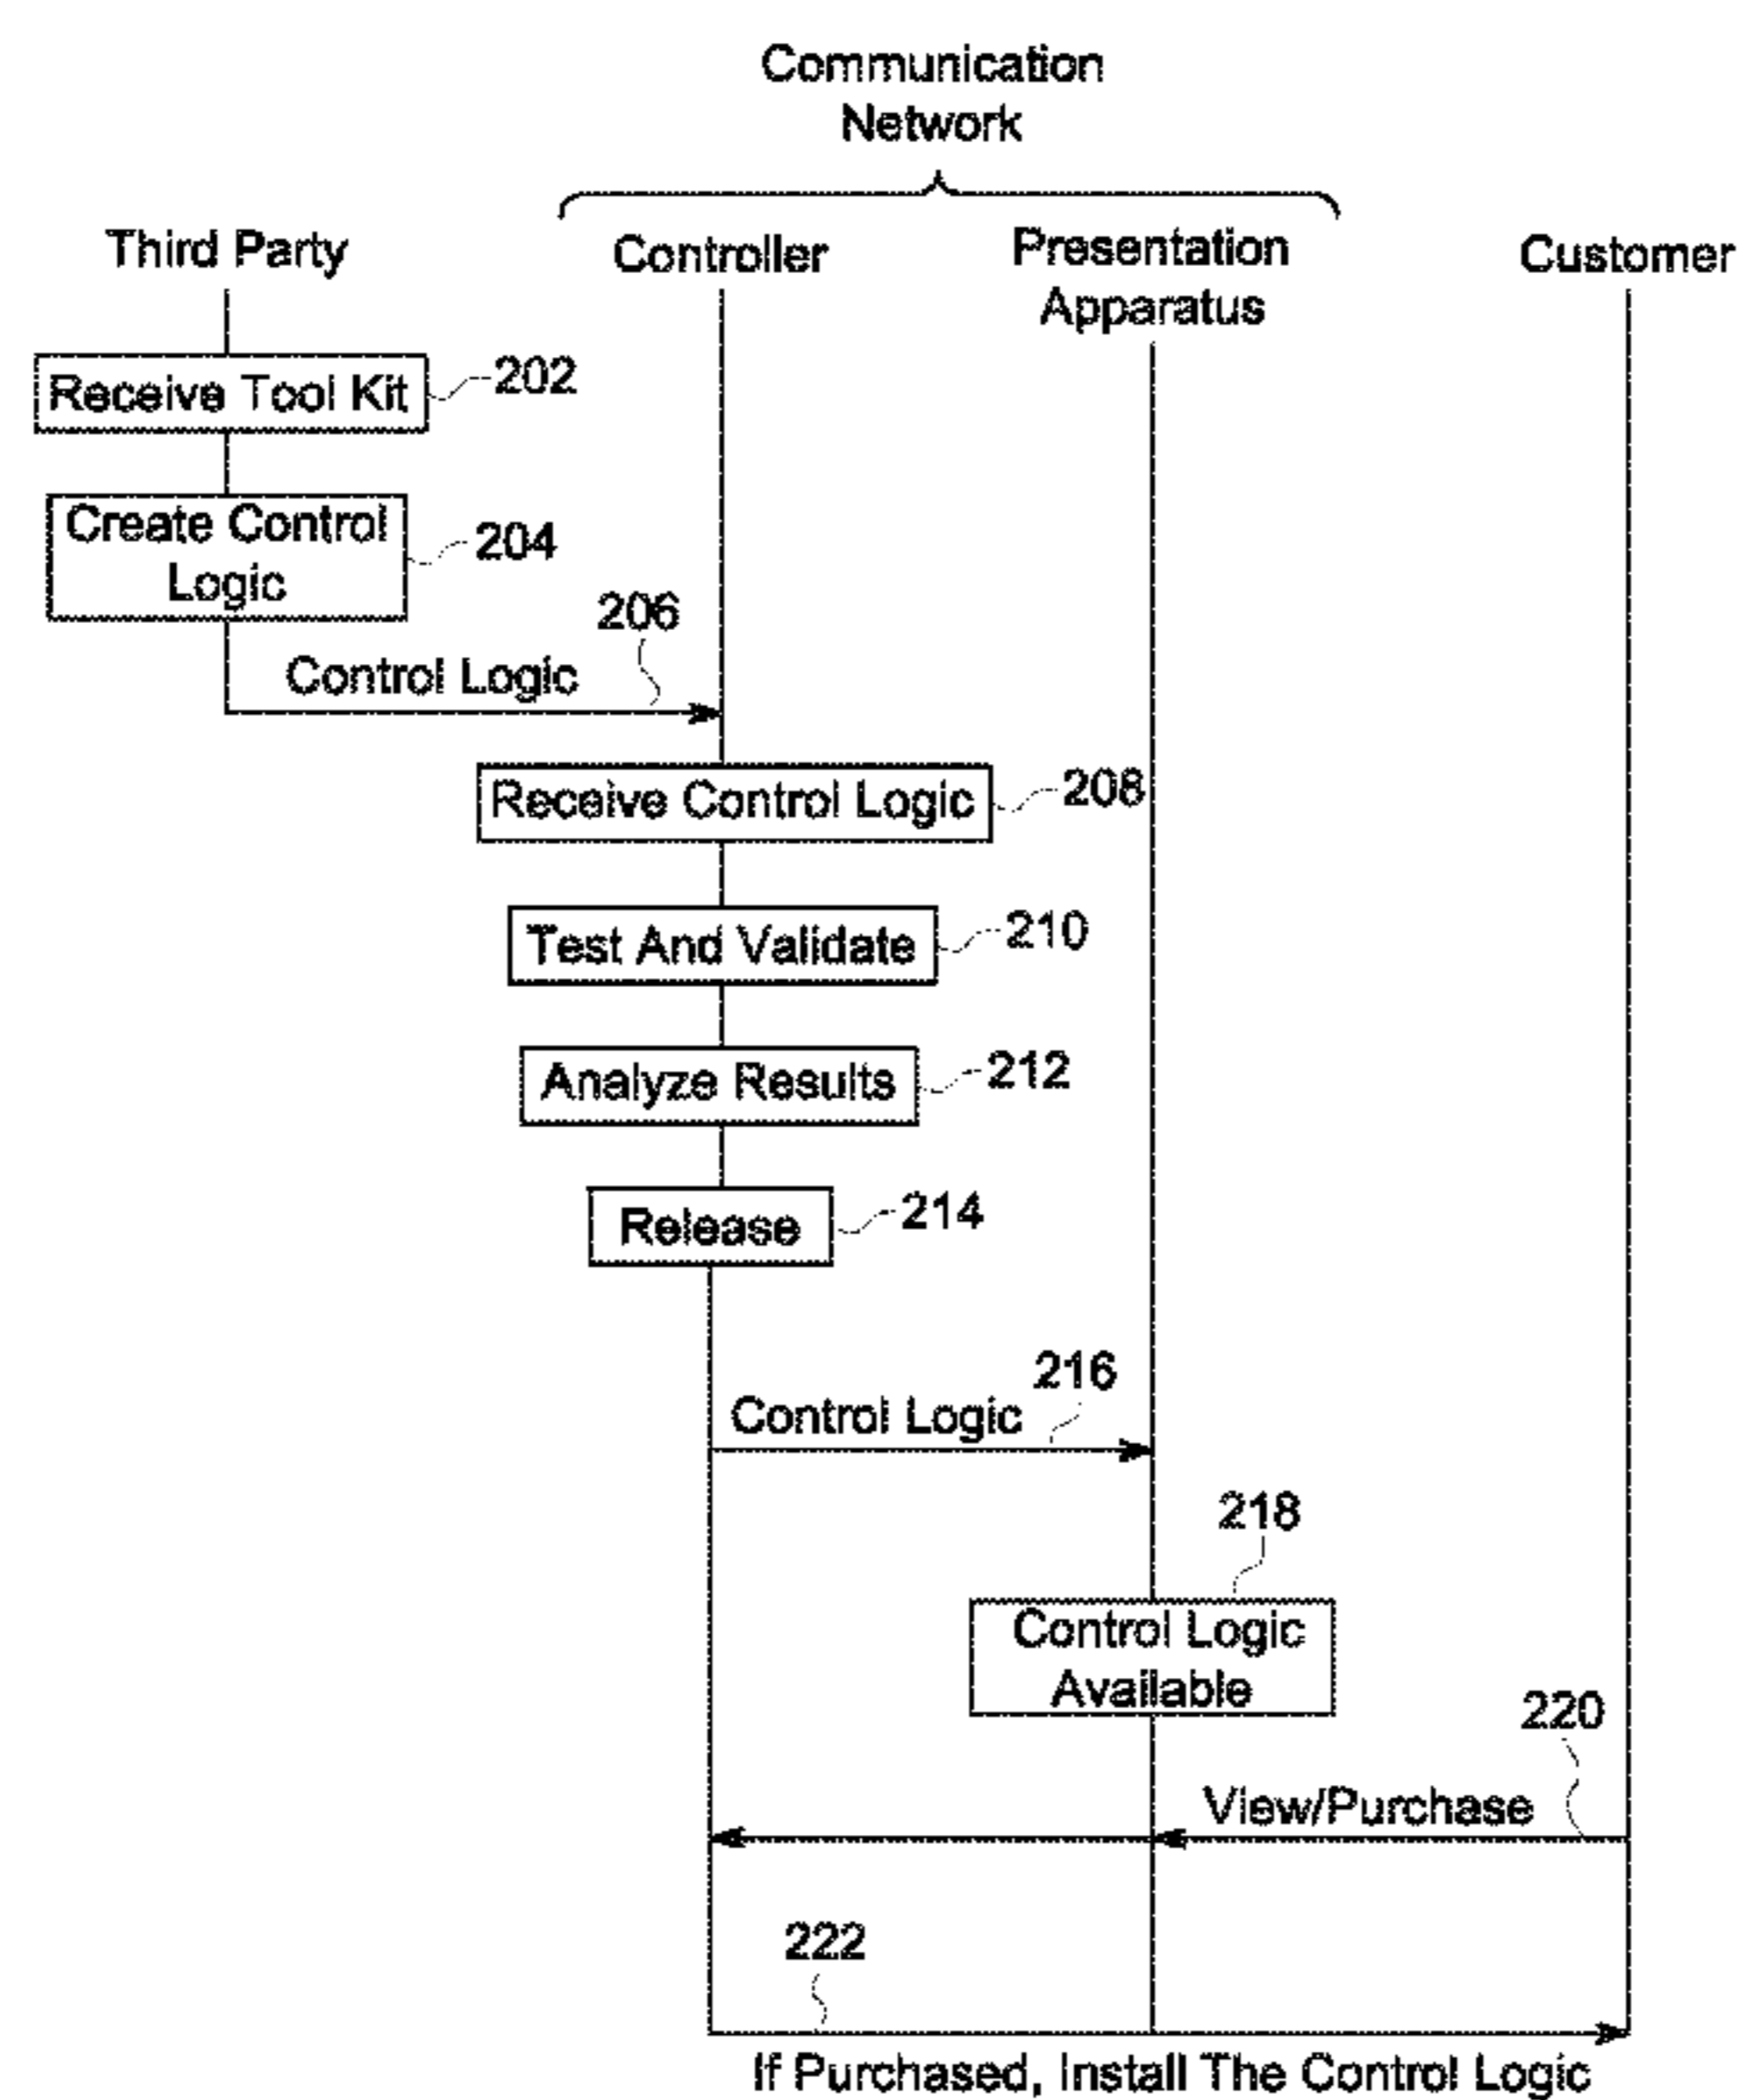 Communication
Network
Third Party
Controller
Presentation
Apparatus
Customer
Receive Tool Kit
202
Create Control
Logic
204
206
Control Logic
Receive Control Logic
208
Test And Validate
210
Analyze Results
212
Release
214
216
Control Logic
218
Control Logic
Available
220
View/Purchase
222
If Purchased, Install The Control Logic